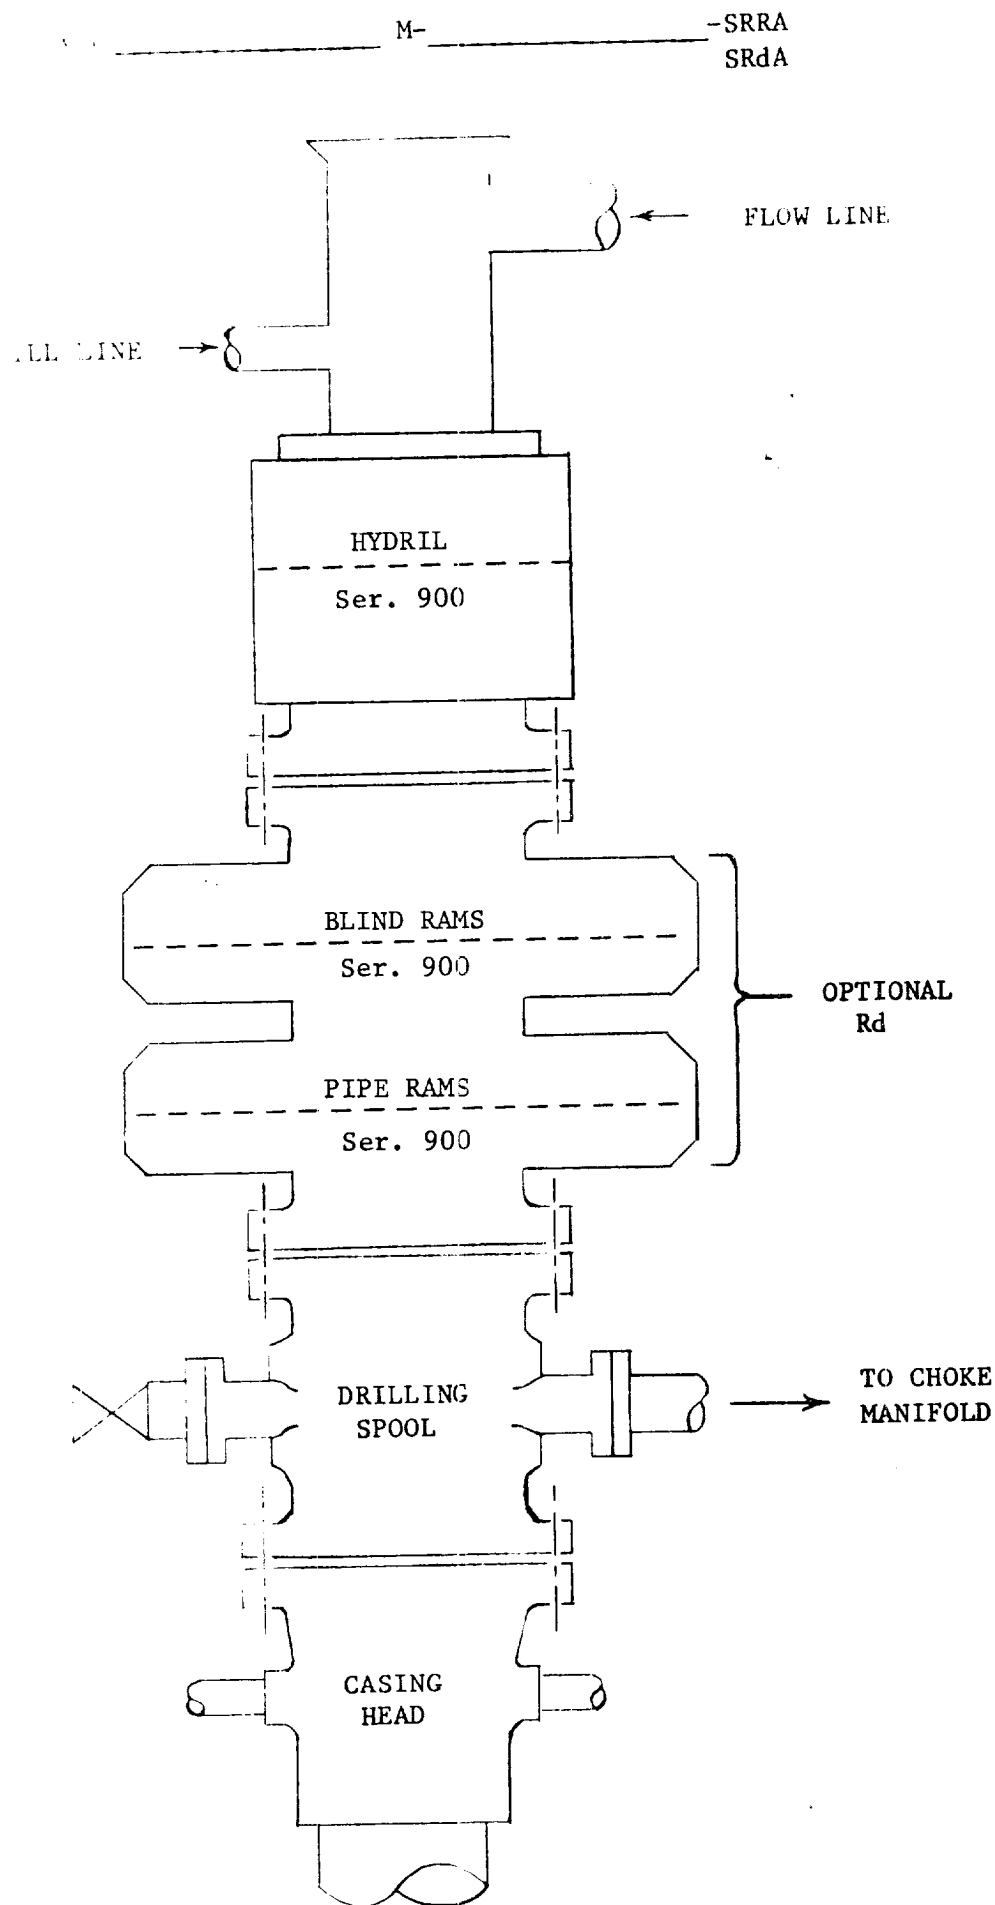 M-
-SRRA
SRdA
FLOW LINE
LINE
HYDRIL
Ser. 900
BLIND RAMS
Ser. 900
OPTIONAL
Rd
PIPE RAMS
Ser. 900
DRILLING
SPOOL
TO CHOKE
MANIFOLD
CASING
HEAD